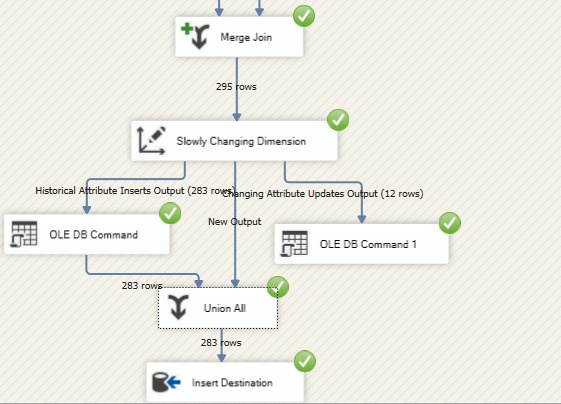 Merge Join
295 rows
Slowly Changing Dimension
Historical Attribute Inserts Output (283 rows)
Changing Attribute Updates Output (12 rows)
OLE DB Command
New Output
OLE DB Command 1
283 rows
Union All
283 rows
Insert Destination